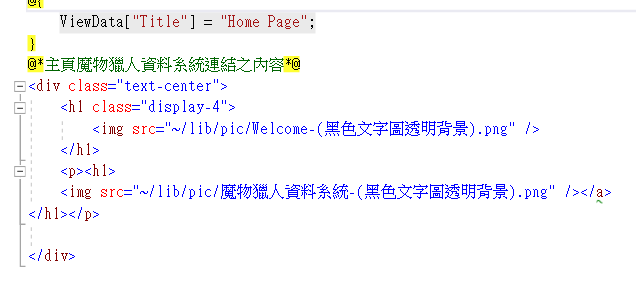 @{
ViewData["Title"] = "Home Page";
}
@*主頁魔物獵人資料系統連結之內容*@
<div class="text-center">
<h1 class="display-4">
<img src="~/lib/pic/Welcome-(黑色文字圖透明背景).png" />
</h1>
<p><h1>
<img src="~/lib/pic/魔物獵人資料系統-(黑色文字圖透明背景).png" /></a>
</h1></p>
</div>